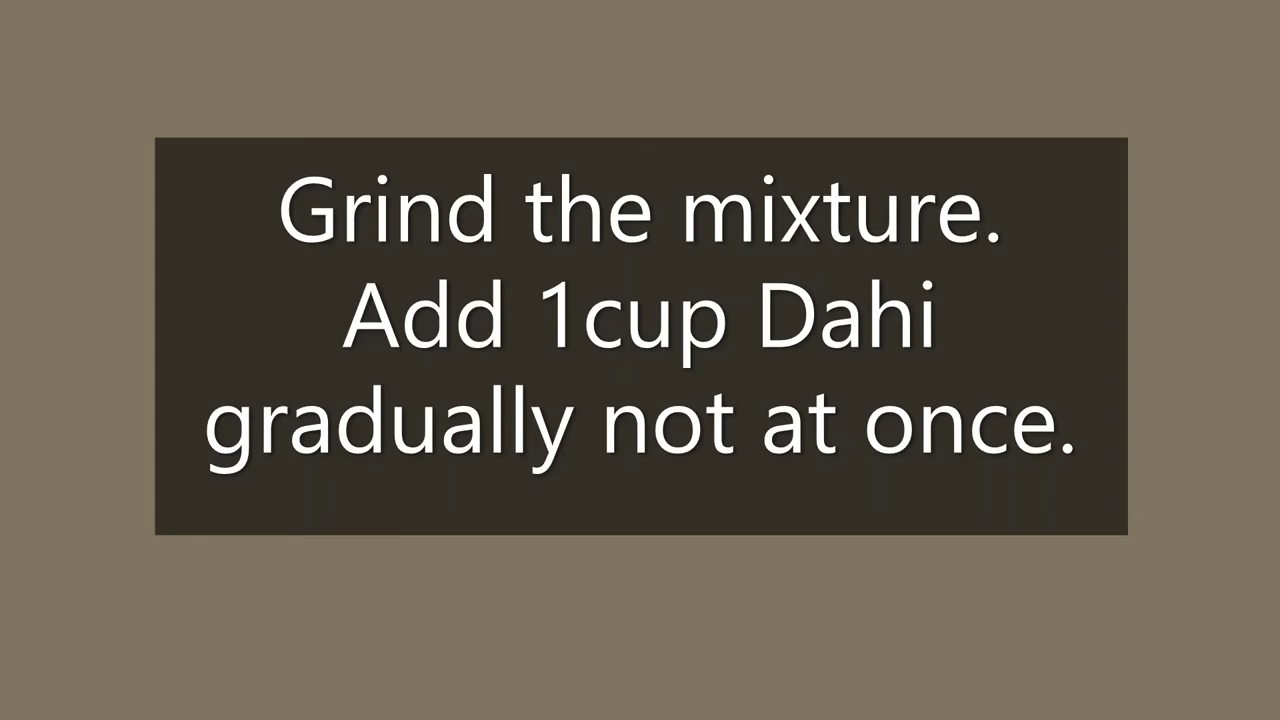 Grind the mixture.
Add 1cup Dahi
gradually not at once.